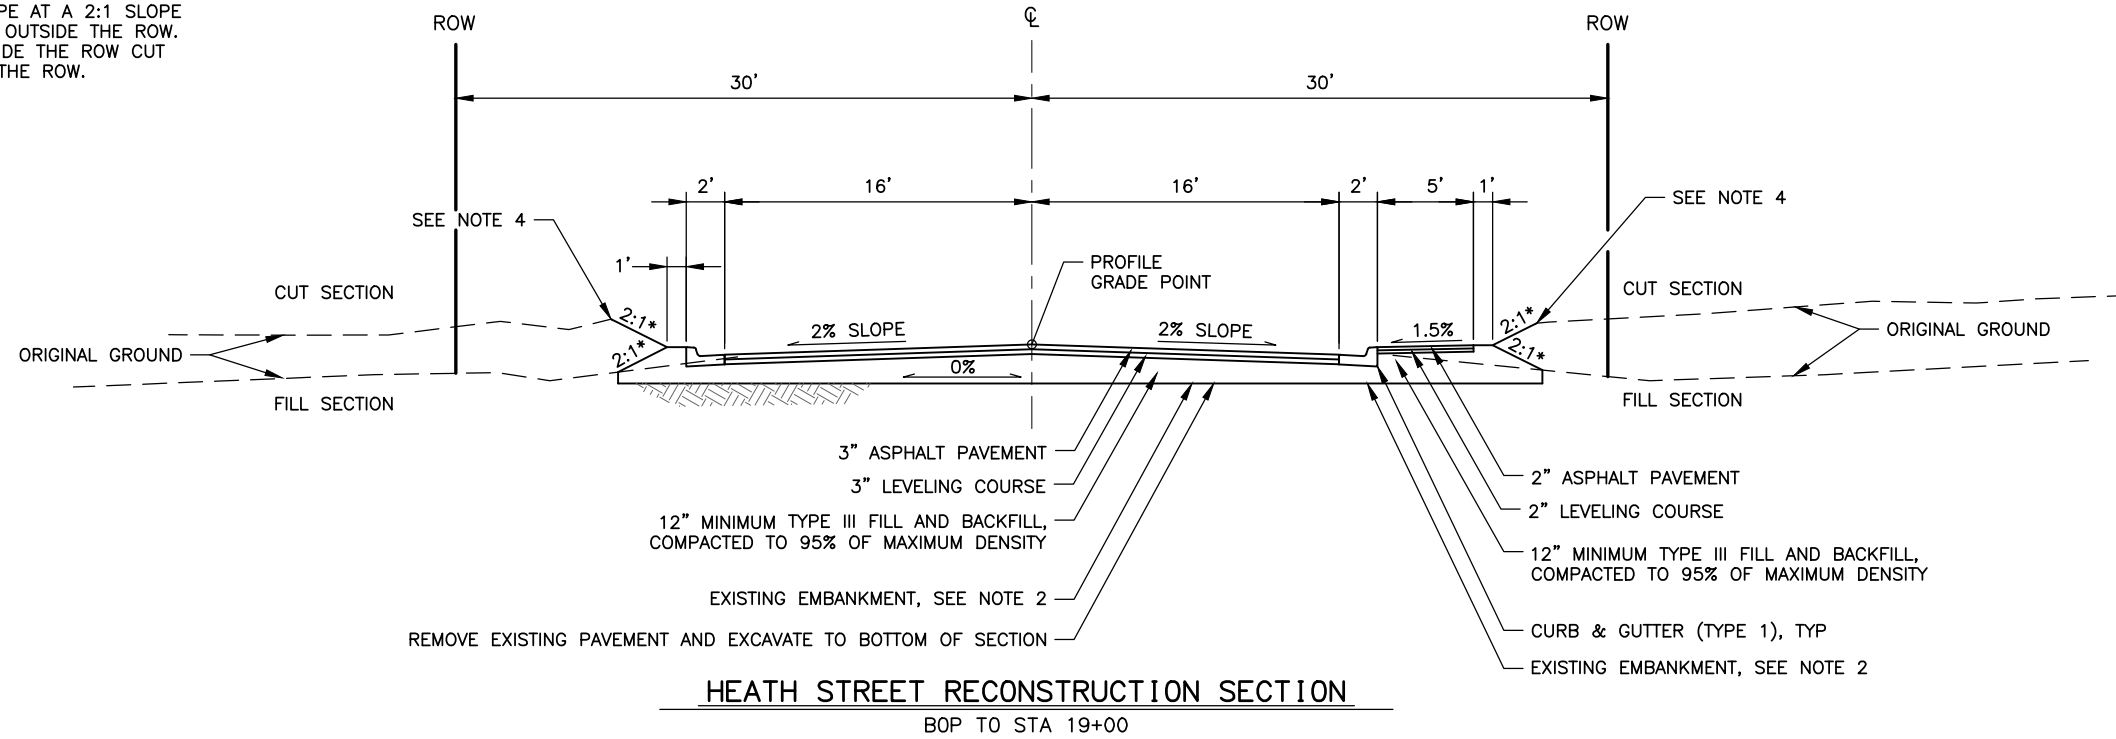 PE AT A 2:1 SLOPE
OUTSIDE THE ROW.
DE THE ROW CUT
THE ROW.
ROW
℄
ROW
30'
30'
2'
16'
16'
2'
5'
1'
SEE NOTE 4
SEE NOTE 4
1'
PROFILE
GRADE POINT
CUT SECTION
CUT SECTION
2:1*
2% SLOPE
2% SLOPE
1.5%
2:1*
ORIGINAL GROUND
2:1*
2:1*
ORIGINAL GROUND
0%
FILL SECTION
FILL SECTION
3" ASPHALT PAVEMENT
3" LEVELING COURSE
12" MINIMUM TYPE III FILL AND BACKFILL,
COMPACTED TO 95% OF MAXIMUM DENSITY
EXISTING EMBANKMENT, SEE NOTE 2
REMOVE EXISTING PAVEMENT AND EXCAVATE TO BOTTOM OF SECTION
2" ASPHALT PAVEMENT
2" LEVELING COURSE
12" MINIMUM TYPE III FILL AND BACKFILL,
COMPACTED TO 95% OF MAXIMUM DENSITY
CURB & GUTTER (TYPE 1), TYP
EXISTING EMBANKMENT, SEE NOTE 2
HEATH STREET RECONSTRUCTION SECTION
BOP TO STA 19+00